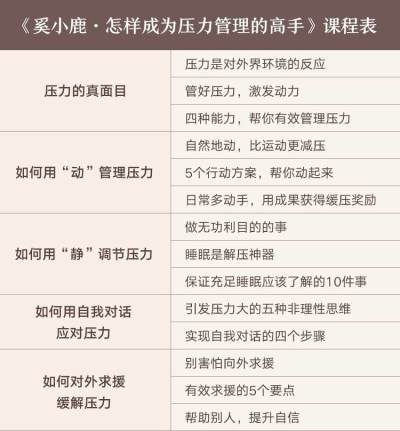 《奚小鹿·怎样成为压力管理的高手》课程表
压力的真面目
压力是对外界环境的反应
管好压力，激发动力
四种能力，帮你有效管理压力
如何用“动”管理压力
自然地动，比运动更减压
5个行动方案，帮你动起来
日常多动手，用成果获得缓压奖励
如何用“静”调节压力
做无功利目的的事
睡眠是解压神器
保证充足睡眠应该了解的10件事
如何用自我对话
应对压力
引发压力大的五种非理性思维
实现自我对话的四个步骤
如何对外求援
缓解压力
别害怕向外求援
有效求援的5个要点
帮助别人，提升自信